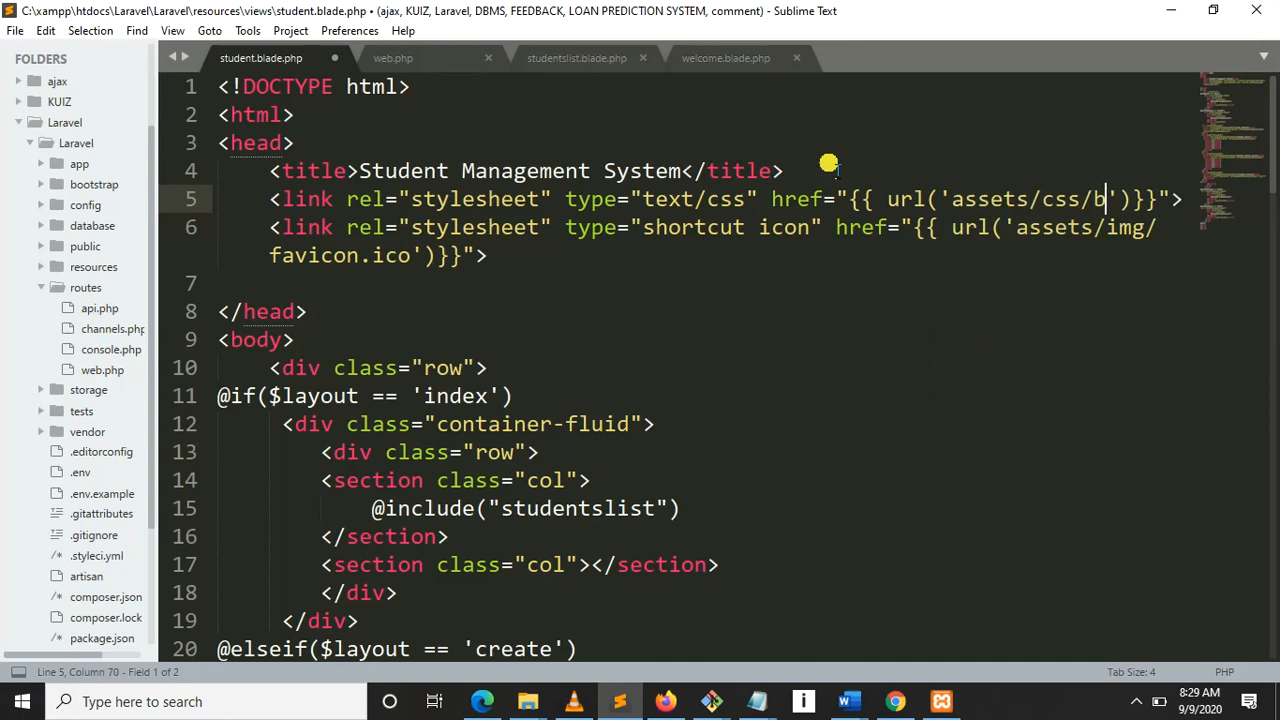 C:\xampp\htdocs\Laravel\Laravel\resources\views\student.blade.php • (ajax, KUIZ, Laravel, DBMS, FEEDBACK, LOAN PREDICTION SYSTEM, comment) - Sublime Text
File Edit Selection Find View Goto Tools Project Preferences Help
FOLDERS
ajax
KUIZ
Laravel
Laravel
app
bootstrap
config
database
public
resources
routes
api.php
channels.php
console.php
web.php
storage
tests
vendor
.editorconfig
.env
.env.example
.gitattributes
.gitignore
.styleci.yml
artisan
composer.json
composer.lock
package.json
student.blade.php web.php studentslist.blade.php welcome.blade.php
1 <!DOCTYPE html>
2 <html>
3 <head>
4 <title>Student Management System</title>
5 <link rel="stylesheet" type="text/css" href="{{ url('assets/css/b')}}">
6 <link rel="stylesheet" type="shortcut icon" href="{{ url('assets/img/
favicon.ico')}}">
7
8 </head>
9 <body>
10 <div class="row">
11 @if($layout == 'index')
12 <div class="container-fluid">
13 <div class="row">
14 <section class="col">
15 @include("studentslist")
16 </section>
17 <section class="col"></section>
18 </div>
19 </div>
20 @elseif($layout == 'create')
Line 5, Column 70 - Field 1 of 2 Tab Size: 4 PHP
Type here to search
8:29 AM
9/9/2020